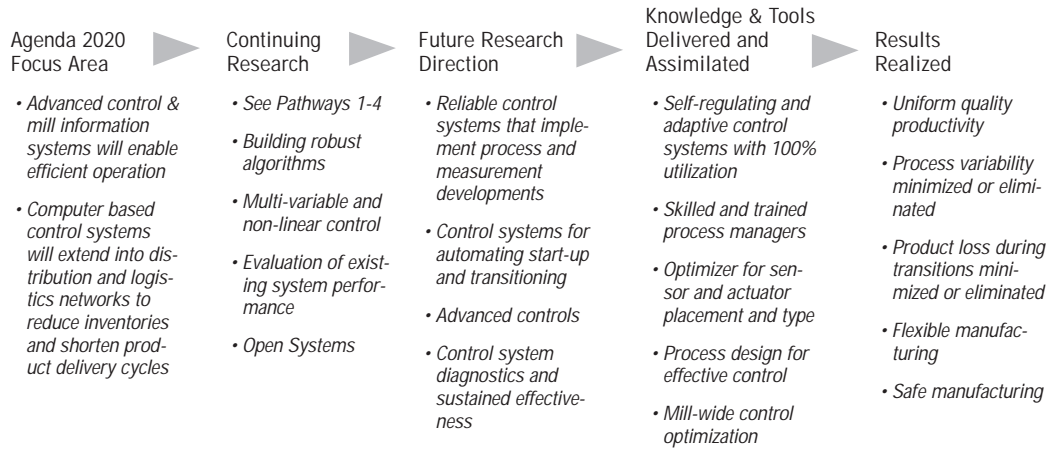 Agenda 2020
Focus Area
• Advanced control &
mill information
systems will enable
efficient operation
• Computer based
control systems
will extend into dis-
tribution and logis-
tics networks to
reduce inventories
and shorten prod-
uct delivery cycles
Continuing
Research
• See Pathways 1-4
• Building robust
algorithms
• Multi-variable and
non-linear control
• Evaluation of exist-
ing system perfor-
mance
• Open Systems
Future Research
Direction
• Reliable control
systems that imple-
ment process and
measurement
developments
• Control systems for
automating start-up
and transitioning
• Advanced controls
• Control system
diagnostics and
sustained effective-
ness
Knowledge & Tools
Delivered and
Assimilated
• Self-regulating and
adaptive control
systems with 100%
utilization
• Skilled and trained
process managers
• Optimizer for sen-
sor and actuator
placement and type
• Process design for
effective control
• Mill-wide control
optimization
Results
Realized
• Uniform quality
productivity
• Process variability
minimized or elimi-
nated
• Product loss during
transitions mini-
mized or eliminated
• Flexible manufac-
turing
• Safe manufacturing